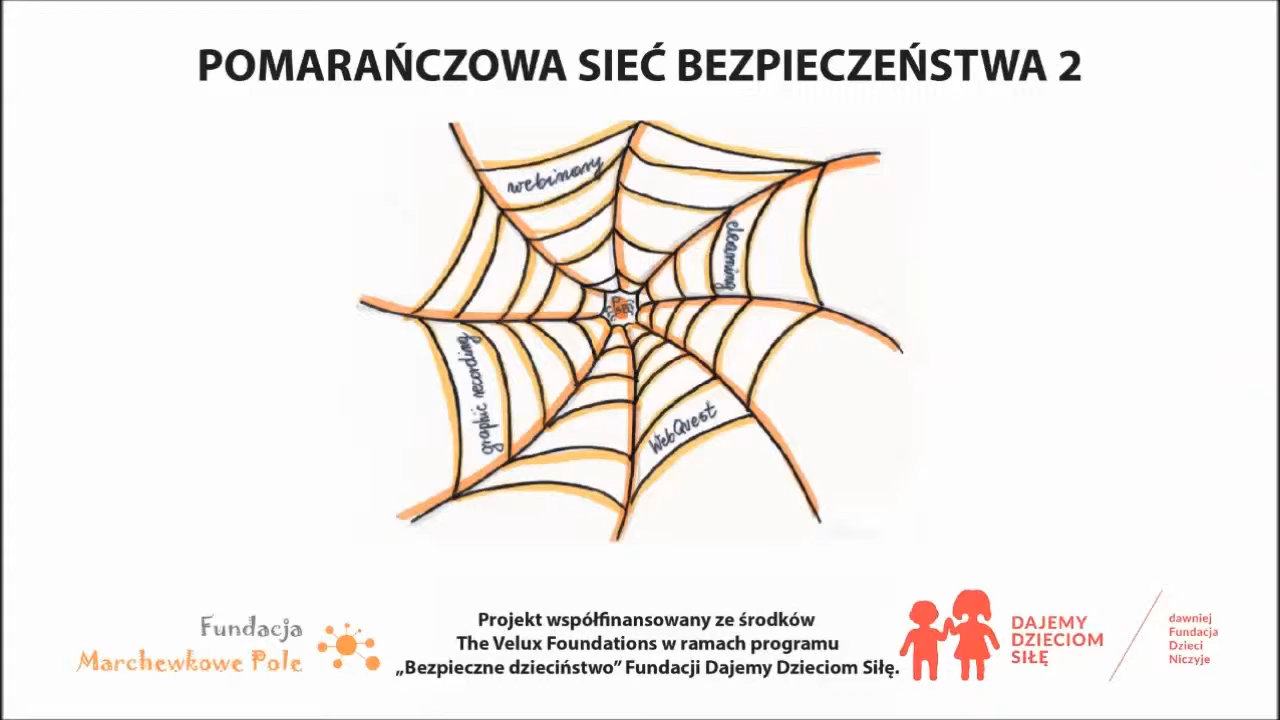 POMARAŃCZOWA SIEĆ BEZPIECZEŃSTWA 2
webinary
elearning
graphic recording
WebQuest
Fundacja
Marchewkowe Pole
Projekt współfinansowany ze środków
The Velux Foundations w ramach programu
„Bezpieczne dzieciństwo” Fundacji Dajemy Dzieciom Siłę.
DAJEMY
DZIECIOM
SIŁĘ
dawniej
Fundacja
Dzieci
Niczyje